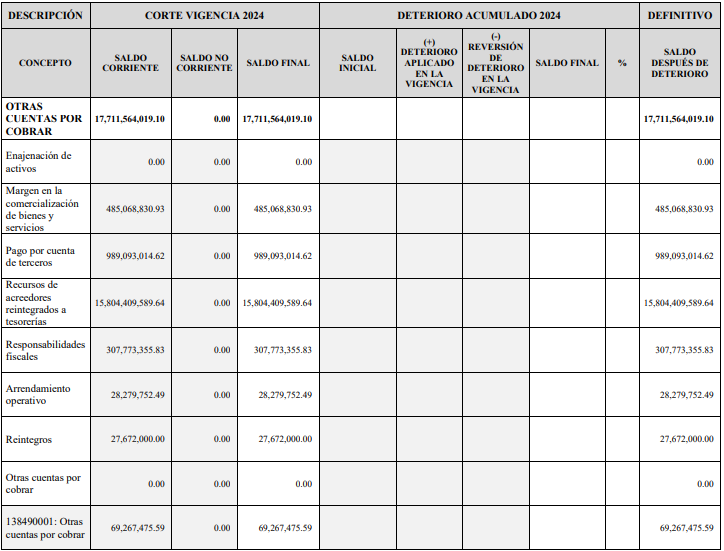 DESCRIPCIÓN CORTE VIGENCIA 2024 DETERIORO ACUMULADO 2024 DEFINITIVO
CONCEPTO SALDO CORRIENTE SALDO NO CORRIENTE SALDO FINAL SALDO INICIAL (+) DETERIORO APLICADO EN LA VIGENCIA (-) REVERSIÓN DE DETERIORO EN LA VIGENCIA SALDO FINAL % SALDO DESPUÉS DE DETERIORO
OTRAS CUENTAS POR COBRAR 17,711,564,019.10 0.00 17,711,564,019.10 17,711,564,019.10
Enajenación de activos 0.00 0.00 0.00 0.00
Margen en la comercialización de bienes y servicios 485,068,830.93 0.00 485,068,830.93 485,068,830.93
Pago por cuenta de terceros 989,093,014.62 0.00 989,093,014.62 989,093,014.62
Recursos de acreedores reintegrados a tesorerías 15,804,409,589.64 0.00 15,804,409,589.64 15,804,409,589.64
Responsabilidades fiscales 307,773,355.83 0.00 307,773,355.83 307,773,355.83
Arrendamiento operativo 28,279,752.49 0.00 28,279,752.49 28,279,752.49
Reintegros 27,672,000.00 0.00 27,672,000.00 27,672,000.00
Otras cuentas por cobrar 0.00 0.00 0.00 0.00
138490001: Otras cuentas por cobrar 69,267,475.59 0.00 69,267,475.59 69,267,475.59